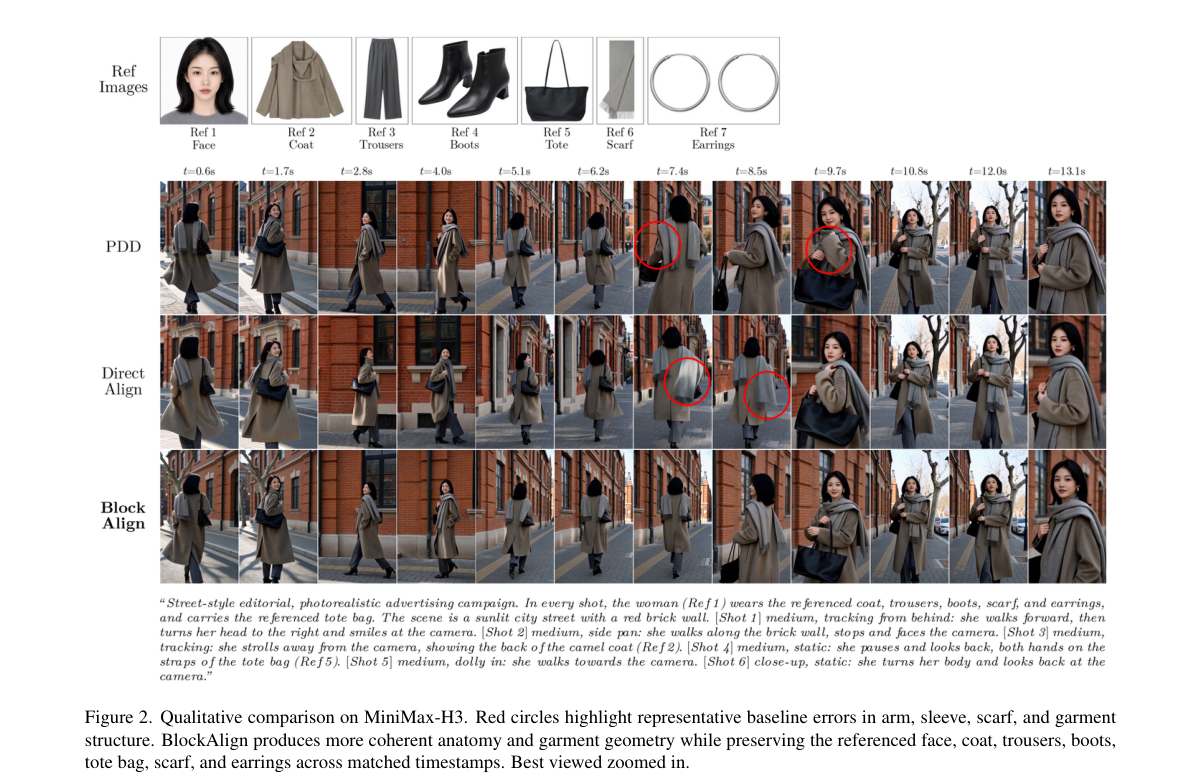 Ref
Images
Ref 1
Face
Ref 2
Coat
Ref 3
Trousers
Ref 4
Boots
Ref 5
Tote
Ref 6
Scarf
Ref 7
Earrings
t=0.6s t=1.7s t=2.8s t=4.0s t=5.1s t=6.2s t=7.4s t=8.5s t=9.7s t=10.8s t=12.0s t=13.1s
PDD
Direct
Align
Block
Align
“Street-style editorial, photorealistic advertising campaign. In every shot, the woman (Ref 1) wears the referenced coat, trousers, boots, scarf, and earrings,
and carries the referenced tote bag. The scene is a sunlit city street with a red brick wall. [Shot 1] medium, tracking from behind: she walks forward, then
turns her head to the right and smiles at the camera. [Shot 2] medium, side pan: she walks along the brick wall, stops and faces the camera. [Shot 3] medium,
tracking: she strolls away from the camera, showing the back of the camel coat (Ref 2). [Shot 4] medium, static: she pauses and looks back, both hands on the
straps of the tote bag (Ref 5). [Shot 5] medium, dolly in: she walks towards the camera. [Shot 6] close-up, static: she turns her body and looks back at the
camera.”
Figure 2. Qualitative comparison on MiniMax-H3. Red circles highlight representative baseline errors in arm, sleeve, scarf, and garment
structure. BlockAlign produces more coherent anatomy and garment geometry while preserving the referenced face, coat, trousers, boots,
tote bag, scarf, and earrings across matched timestamps. Best viewed zoomed in.